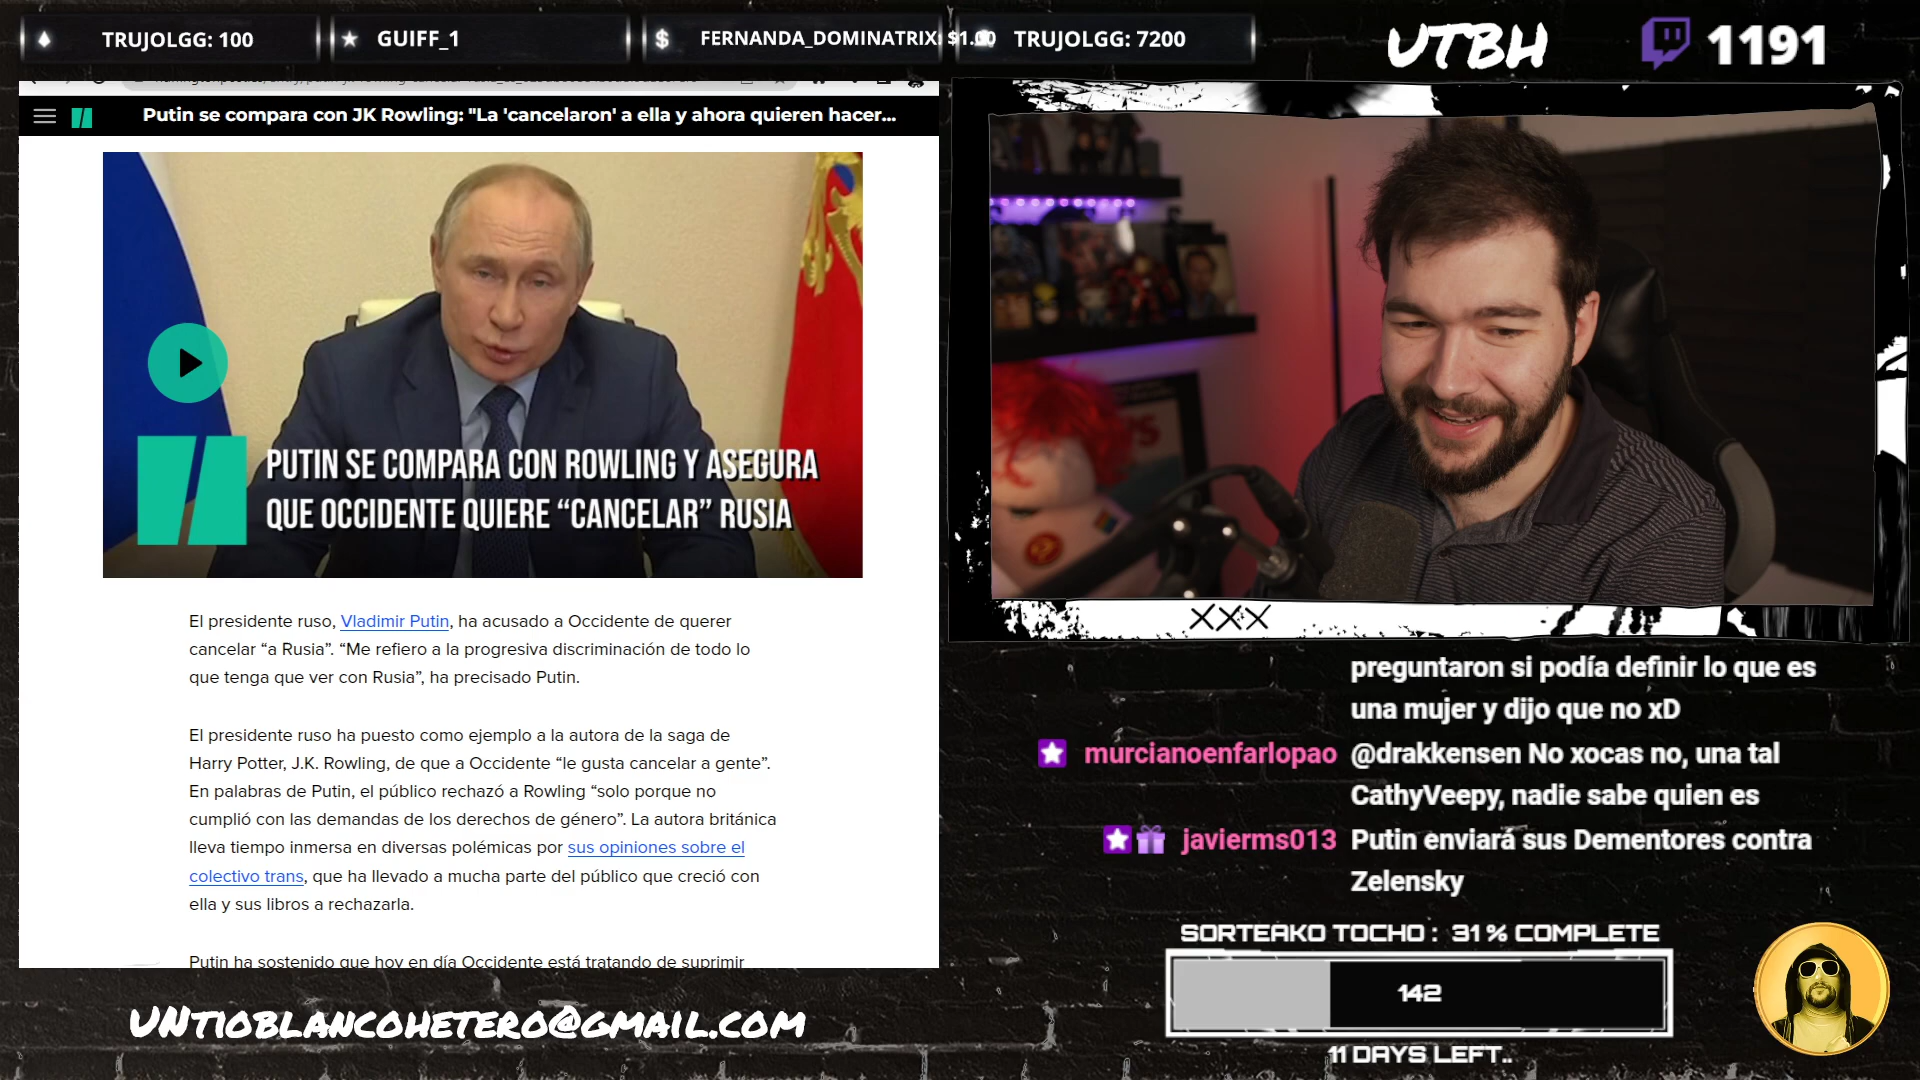 TRUJOLGG: 100
GUIFF_1
FERNANDA_DOMINATRIX: $1.00
TRUJOLGG: 7200
UTBH
1191
Putin se compara con JK Rowling: "La 'cancelaron' a ella y ahora quieren hacer...
PUTIN SE COMPARA CON ROWLING Y ASEGURA
QUE OCCIDENTE QUIERE “CANCELAR” RUSIA
El presidente ruso, Vladimir Putin, ha acusado a Occidente de querer
cancelar “a Rusia”. “Me refiero a la progresiva discriminación de todo lo
que tenga que ver con Rusia”, ha precisado Putin.
El presidente ruso ha puesto como ejemplo a la autora de la saga de
Harry Potter, J.K. Rowling, de que a Occidente “le gusta cancelar a gente”.
En palabras de Putin, el público rechazó a Rowling “solo porque no
cumplió con las demandas de los derechos de género”. La autora británica
lleva tiempo inmersa en diversas polémicas por sus opiniones sobre el
colectivo trans, que ha llevado a mucha parte del público que creció con
ella y sus libros a rechazarla.
Putin ha sostenido que hoy en día Occidente está tratando de suprimir
XXX
preguntaron si podía definir lo que es
una mujer y dijo que no xD
murcianoenfarlopao @drakkensen No xocas no, una tal
CathyVeepy, nadie sabe quien es
javierms013 Putin enviará sus Dementores contra
Zelensky
SORTEAKO TOCHO : 31% COMPLETE
142
11 DAYS LEFT..
UNTIOBLANCOHETERO@GMAIL.COM